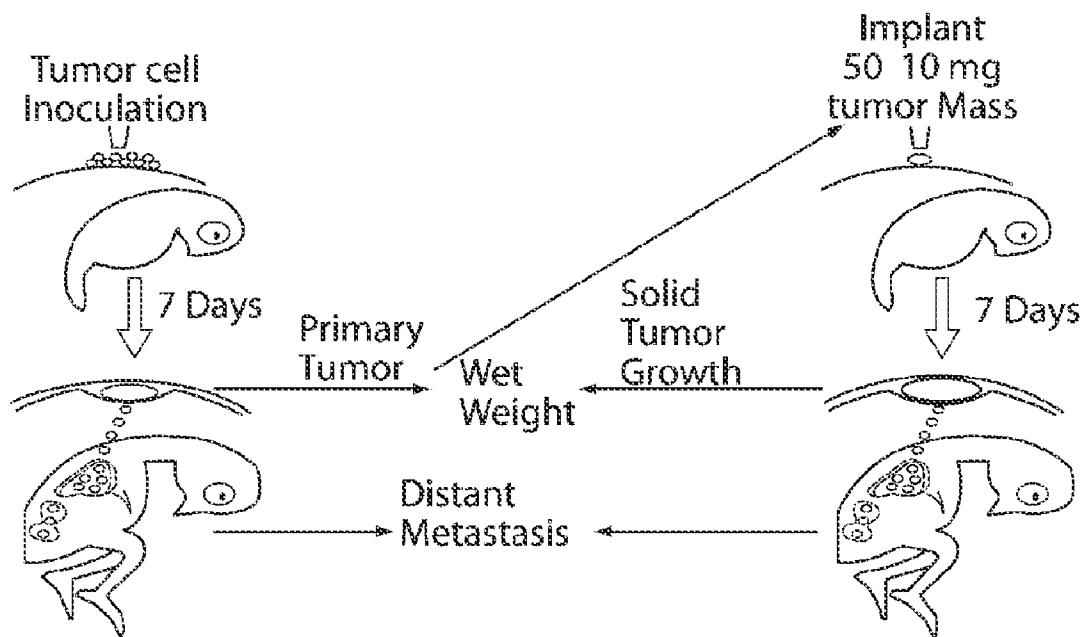 Tumor cell
Inoculation
Implant
50 10 mg
tumor Mass
7 Days
7 Days
Primary
Tumor
Solid
Tumor
Growth
Wet
Weight
Distant
Metastasis